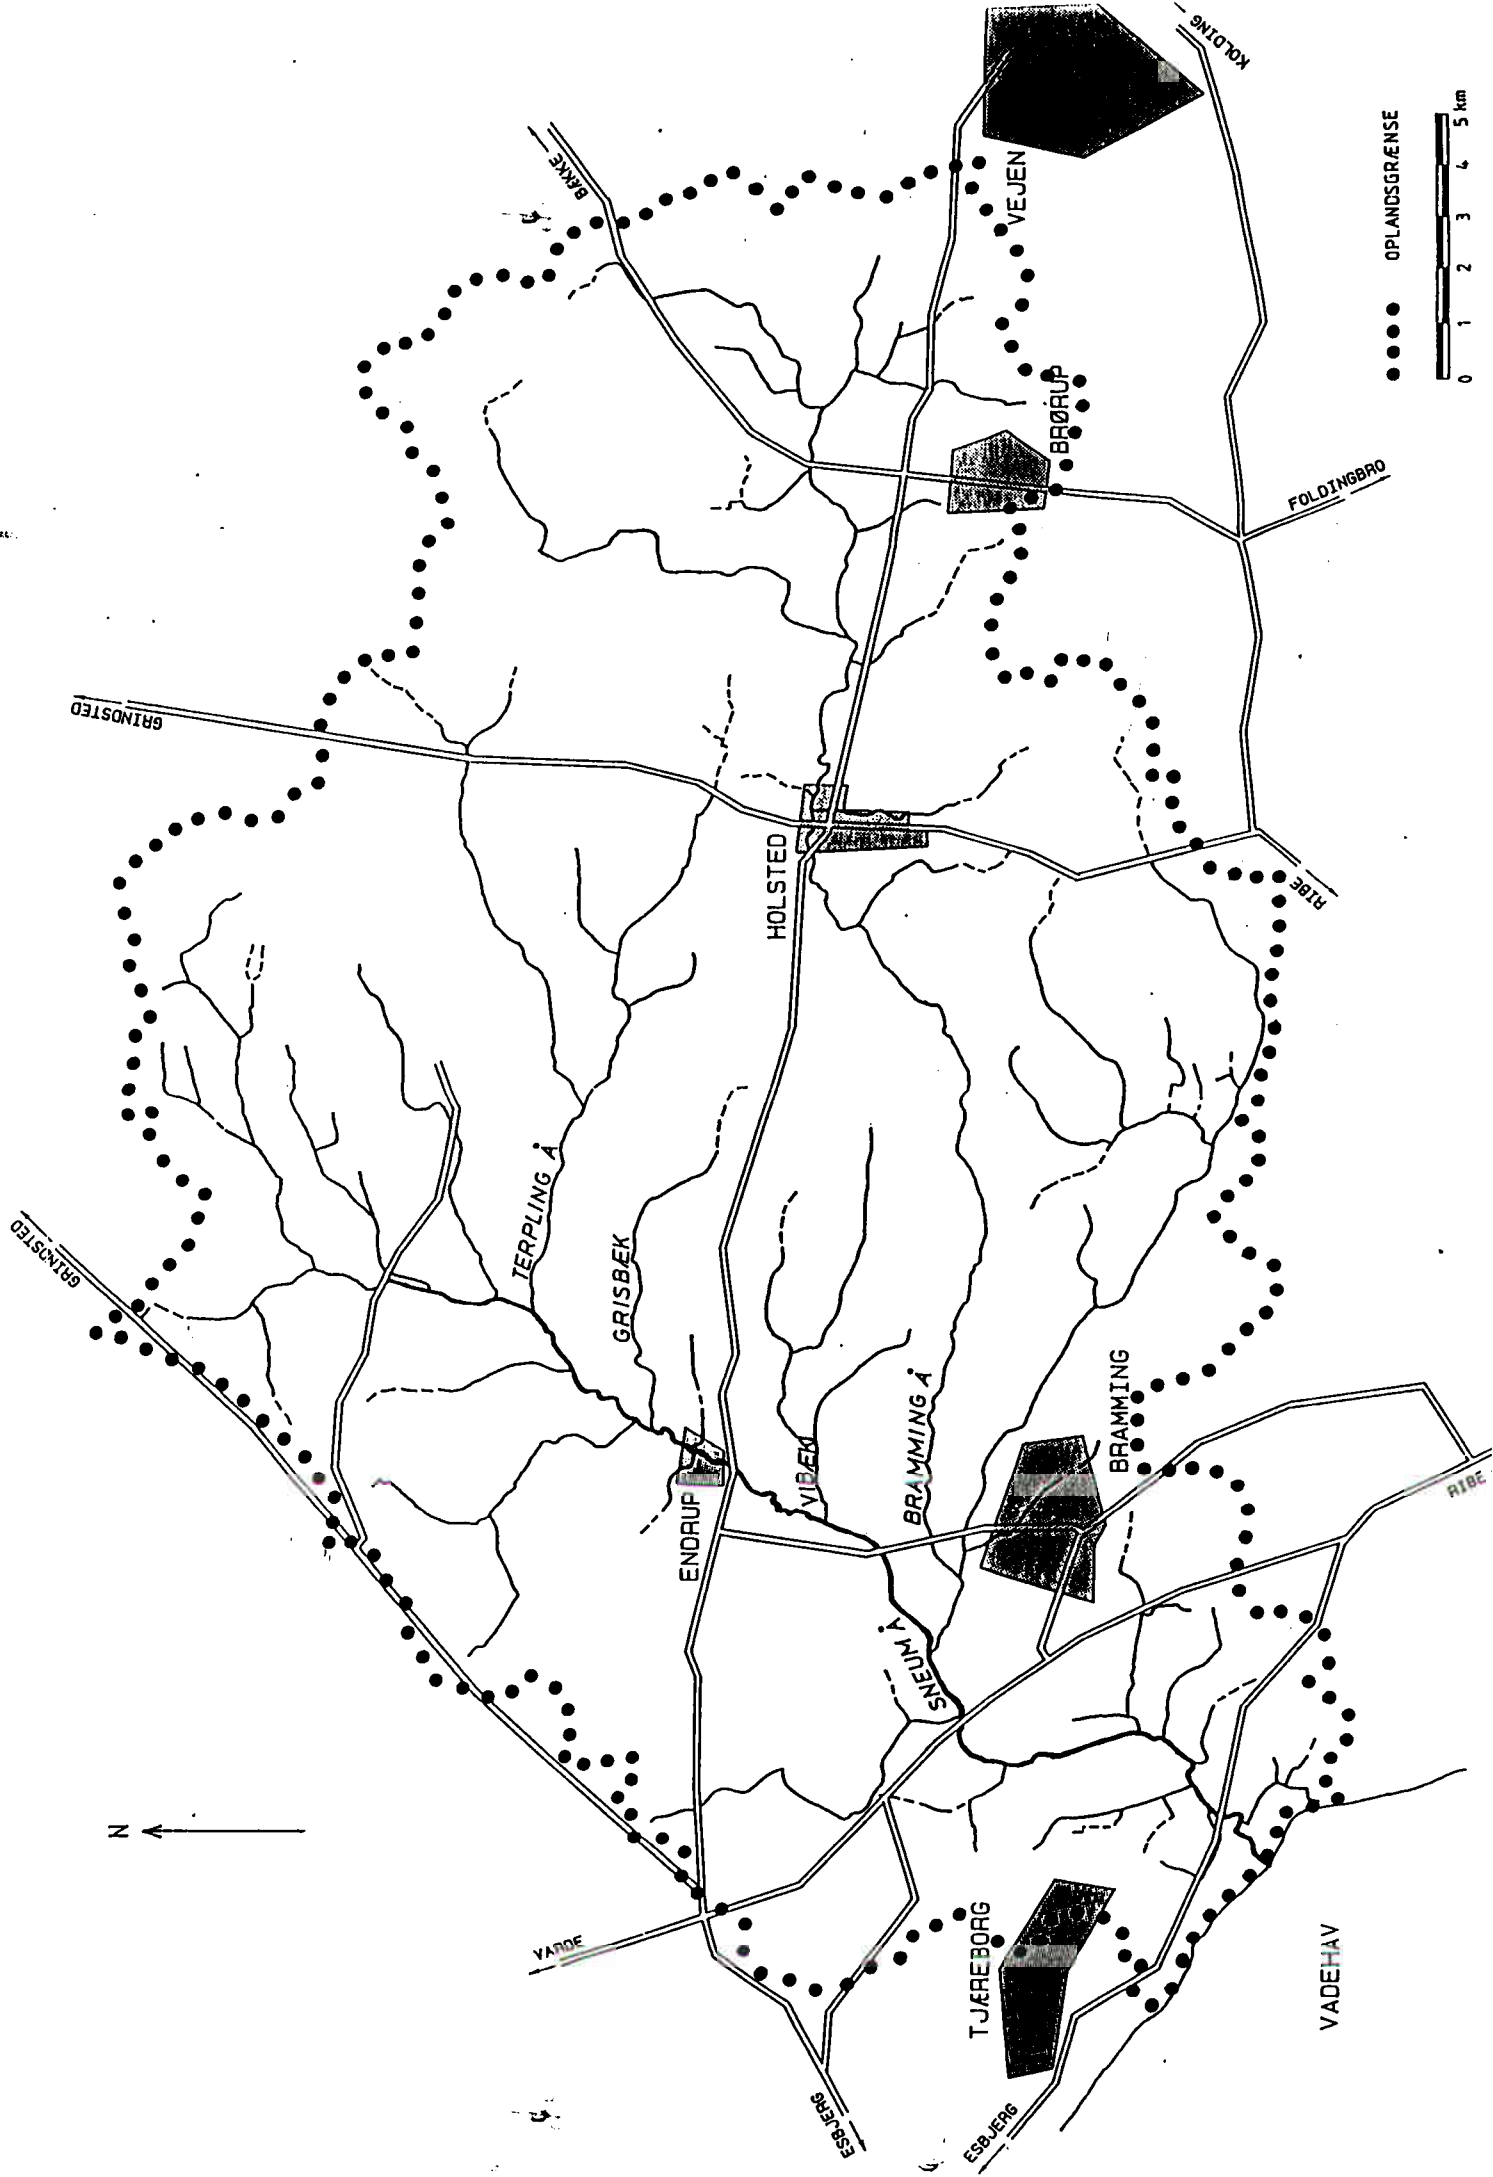 N
GRINDSTED
GRINDSTED
BÆKKE
VARDE
ESBJERG
ESBJERG
TERPLING Å
GRISBÆK
ENDRUP
HOLSTED
VIBÆK
BRAMMING Å
SNEUM Å
BRAMMING
BRØRUP
VEJEN
KOLDING
FOLDINGBRO
RIBE
RIBE
TJÆREBORG
VADEHAV
OPLANDSGRÆNSE
0 1 2 3 4 5 km